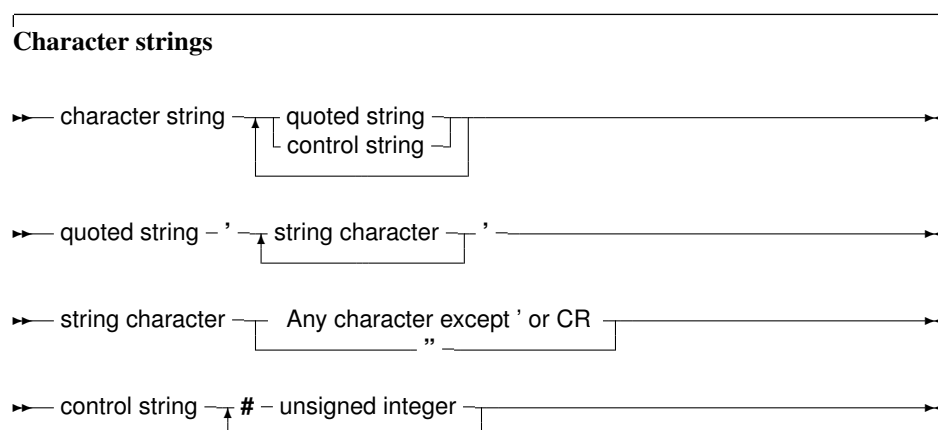 Character strings
character string quoted string
control string
quoted string ’ string character ’
string character Any character except ’ or CR
”
control string # unsigned integer